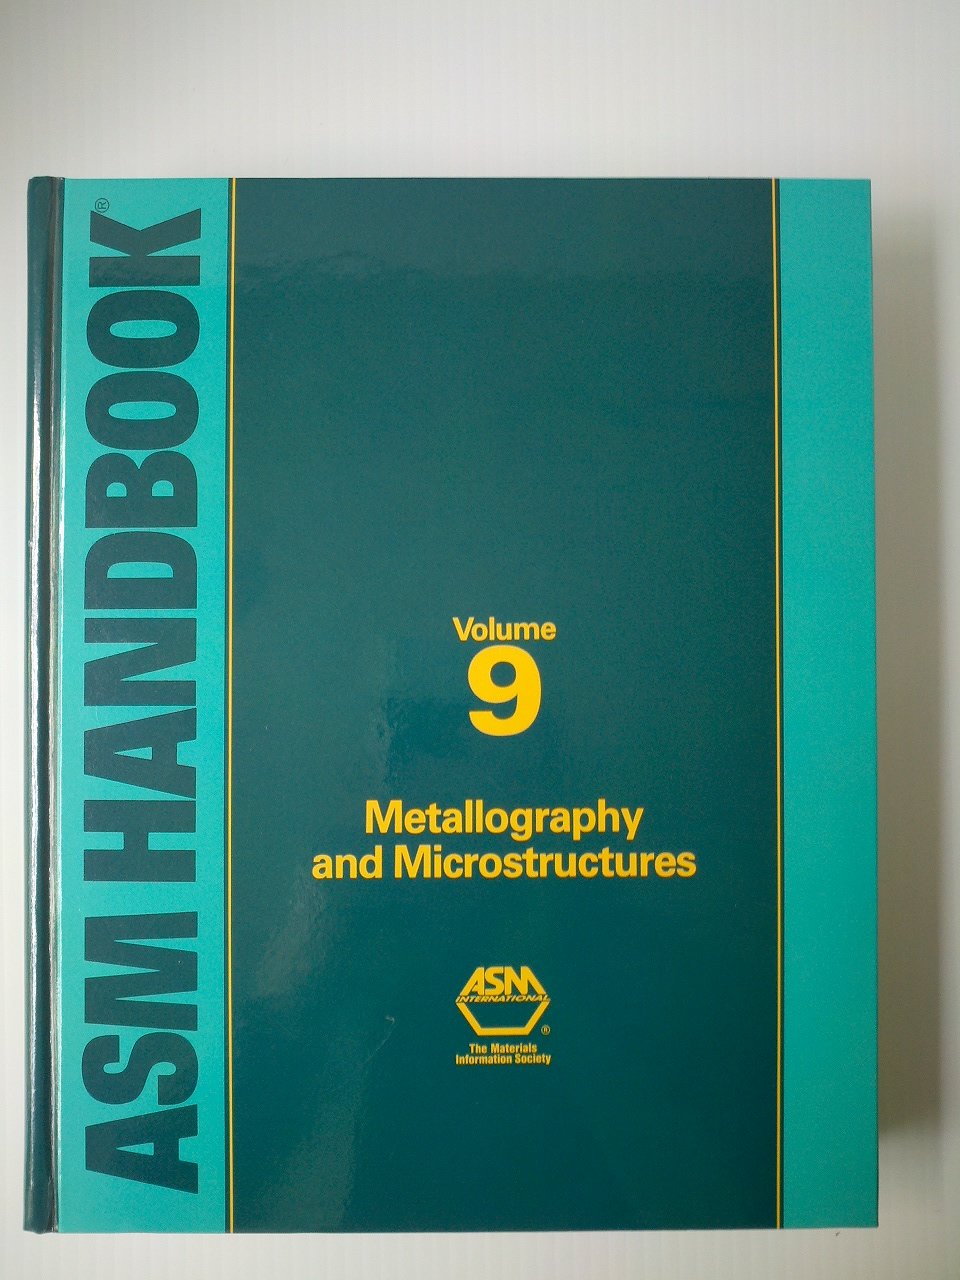 ASM HANDBOOK®
Volume
9
Metallography
and Microstructures
ASM
INTERNATIONAL
®
The Materials
Information Society